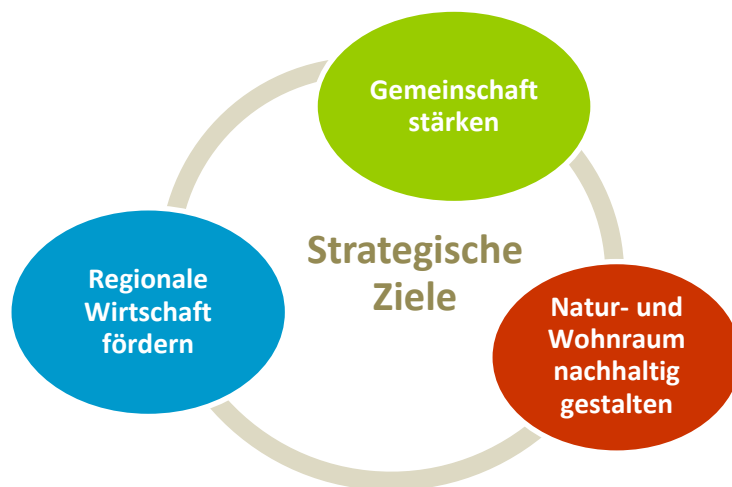 Gemeinschaft
stärken
Strategische
Ziele
Regionale
Wirtschaft
fördern
Natur- und
Wohnraum
nachhaltig
gestalten